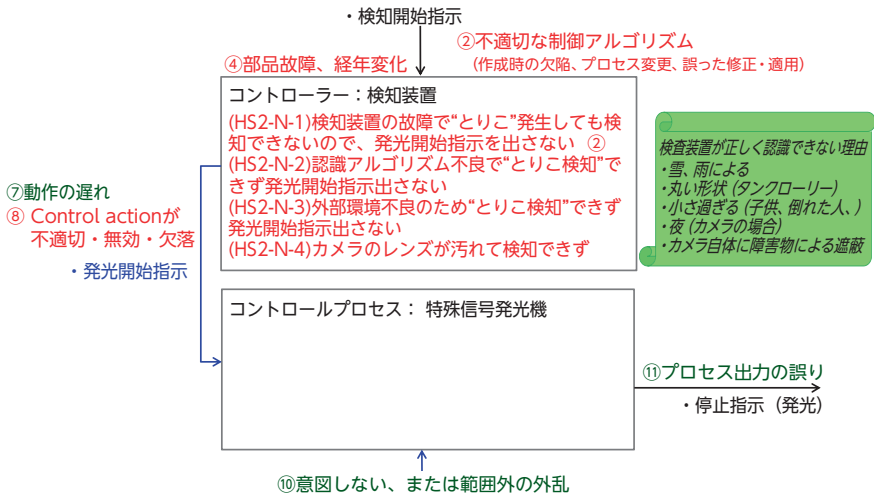 ・検知開始指示
②不適切な制御アルゴリズム
（作成時の欠陥、プロセス変更、誤った修正・適用）
④部品故障、経年変化
コントローラー：検知装置
(HS2-N-1)検知装置の故障で“とりこ”発生しても検
知できないので、発光開始指示を出さない ②
(HS2-N-2)認識アルゴリズム不良で“とりこ検知”で
きず発光開始指示出さない
(HS2-N-3)外部環境不良のため“とりこ検知”できず
発光開始指示出さない
(HS2-N-4)カメラのレンズが汚れて検知できず
検査装置が正しく認識できない理由
・雪、雨による
・丸い形状（タンクローリー）
・小さ過ぎる（子供、倒れた人、）
・夜（カメラの場合）
・カメラ自体に障害物による遮蔽
⑦動作の遅れ
⑧ Control actionが
不適切・無効・欠落
・発光開始指示
コントロールプロセス： 特殊信号発光機
⑪プロセス出力の誤り
・停止指示（発光）
⑩意図しない、または範囲外の外乱